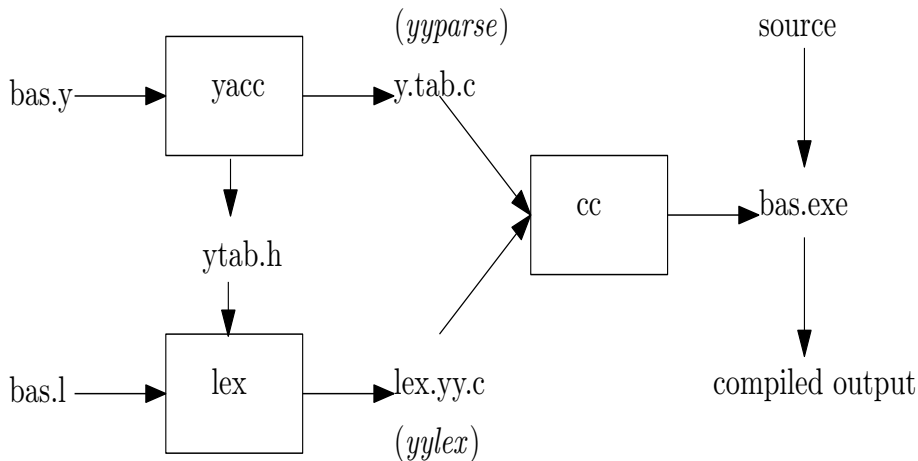 (yyparse)
source
bas.y
yacc
y.tab.c
cc
bas.exe
ytab.h
bas.l
lex
lex.yy.c
compiled output
(yylex)